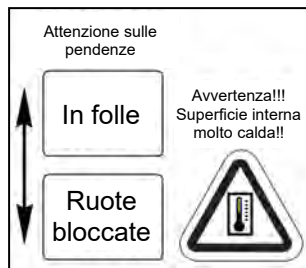 Attenzione sulle
pendenze
In folle
Ruote
bloccate
Avvertenza!!!
Superficie interna
molto calda!!